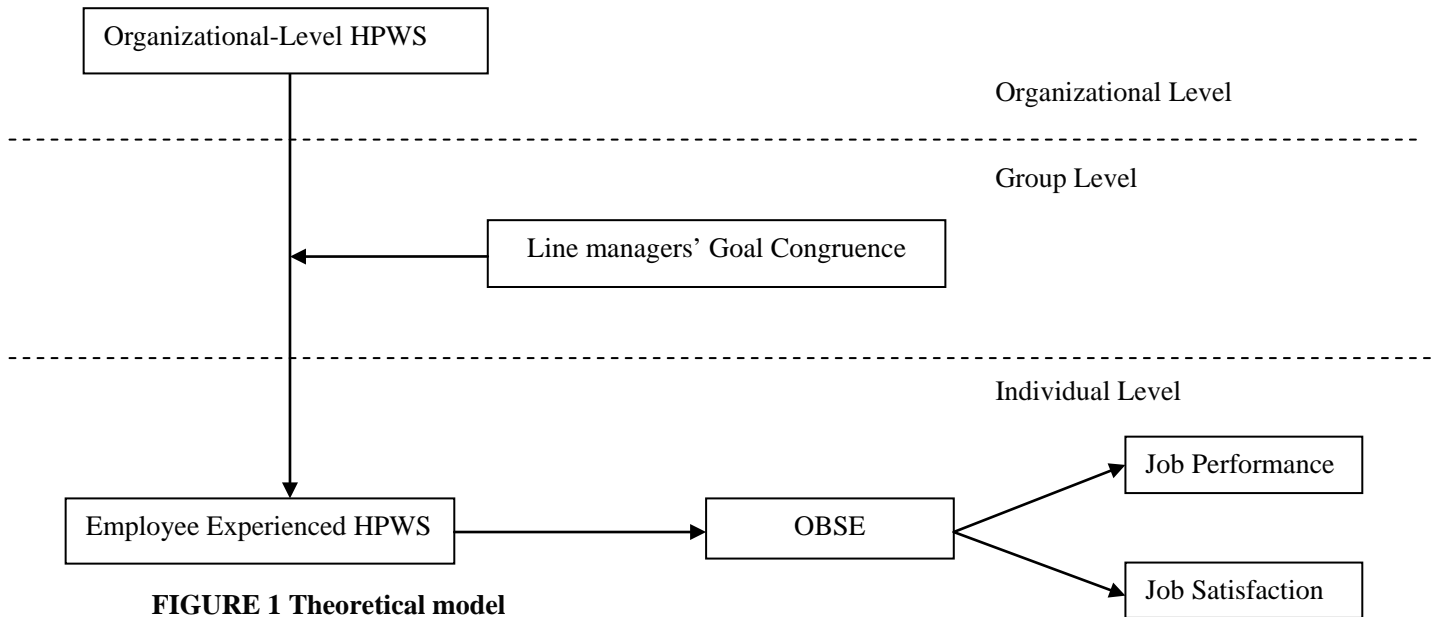 Organizational-Level HPWS
Organizational Level
Group Level
Line managers’ Goal Congruence
Individual Level
Job Performance
Employee Experienced HPWS
OBSE
Job Satisfaction
FIGURE 1 Theoretical model